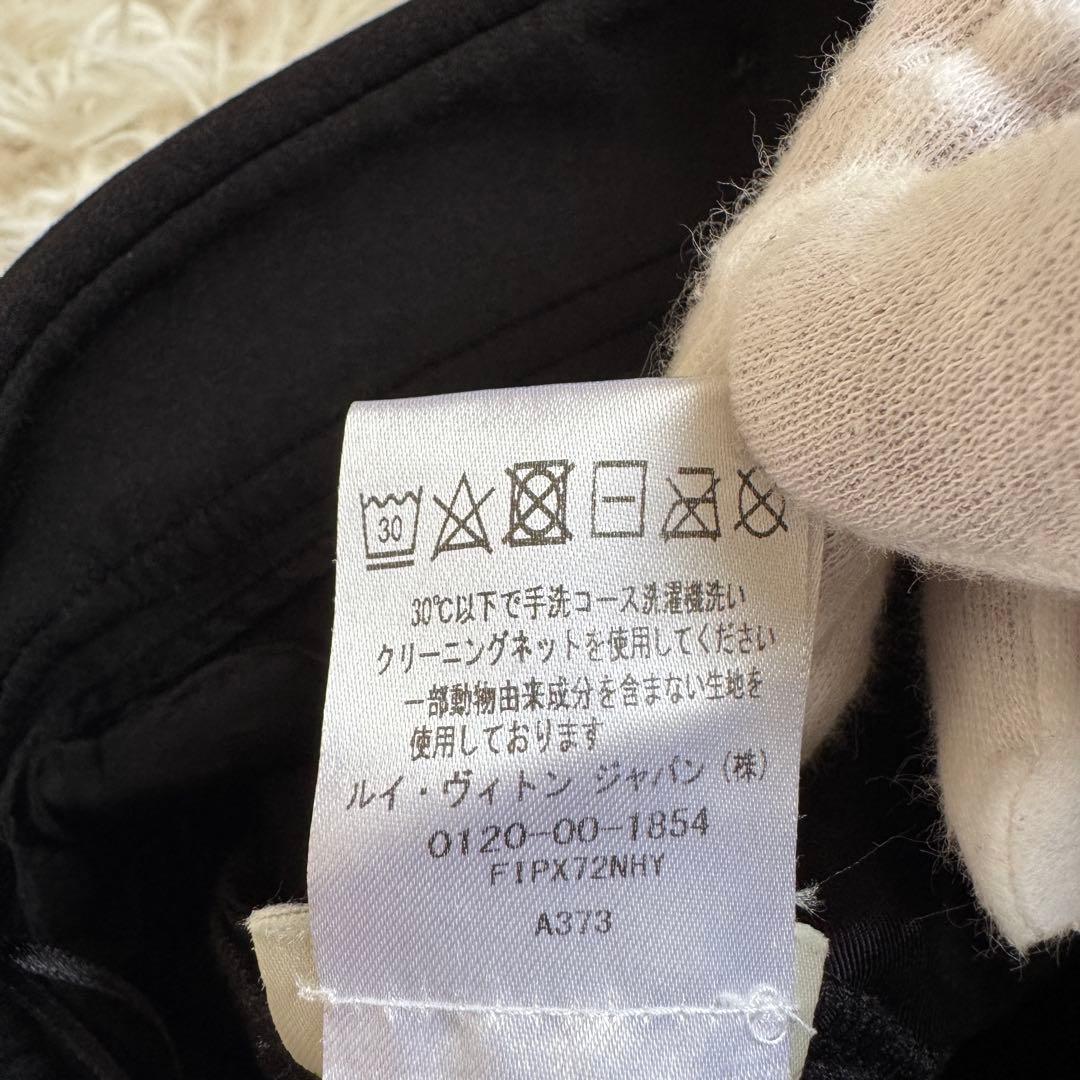 30
30℃以下で手洗コース洗濯機洗い
クリーニングネットを使用してください
一部動物由来成分を含まない生地を
使用しております
ルイ・ヴィトン ジャパン（株）
0120-00-1854
FIPX72NHY
A373